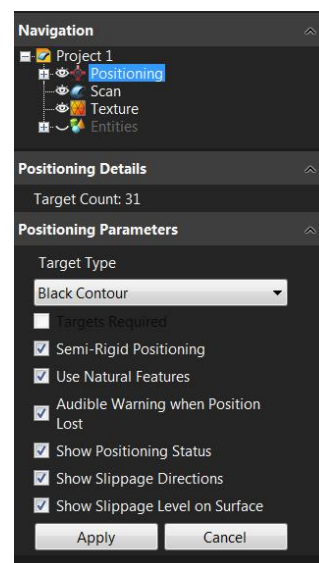 Navigation
Project 1
Positioning
Scan
Texture
Entities
Positioning Details
Target Count: 31
Positioning Parameters
Target Type
Black Contour
Targets Required
Semi-Rigid Positioning
Use Natural Features
Audible Warning when Position
Lost
Show Positioning Status
Show Slippage Directions
Show Slippage Level on Surface
Apply Cancel